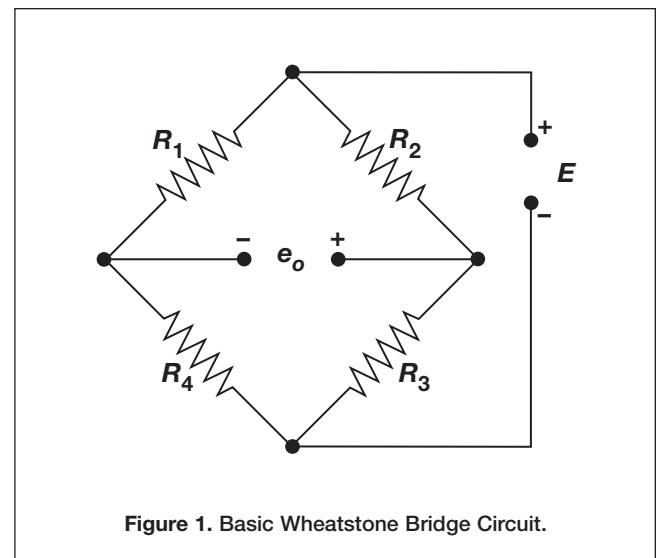 R1
R2
+
E
−
− eo +
R4
R3
Figure 1. Basic Wheatstone Bridge Circuit.